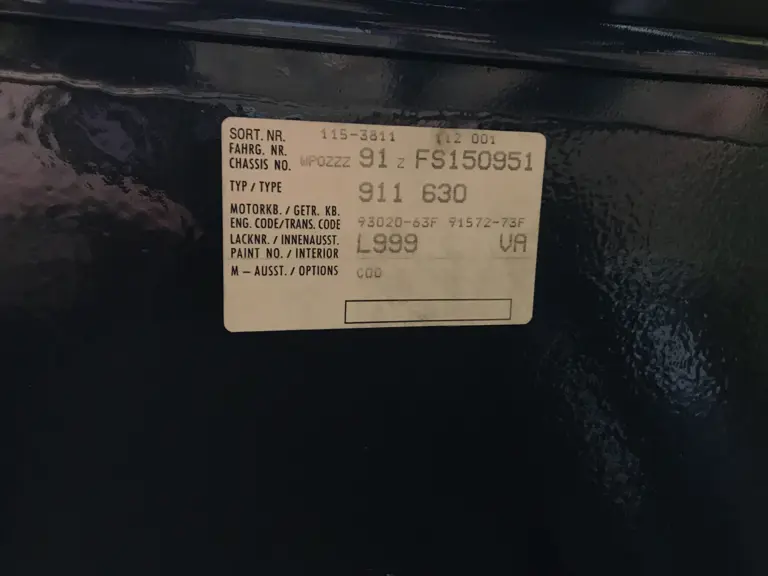 SORT. NR. 115-3811 112 001
FAHRG. NR.
CHASSIS NO. WP0ZZZ 91 Z FS150951
TYP / TYPE 911 630
MOTORKB. / GETR. KB.
ENG. CODE/TRANS. CODE 93020-63F 91572-73F
LACKNR. / INNENAUSST. L999 VA
PAINT NO. / INTERIOR
M – AUSST. / OPTIONS C00